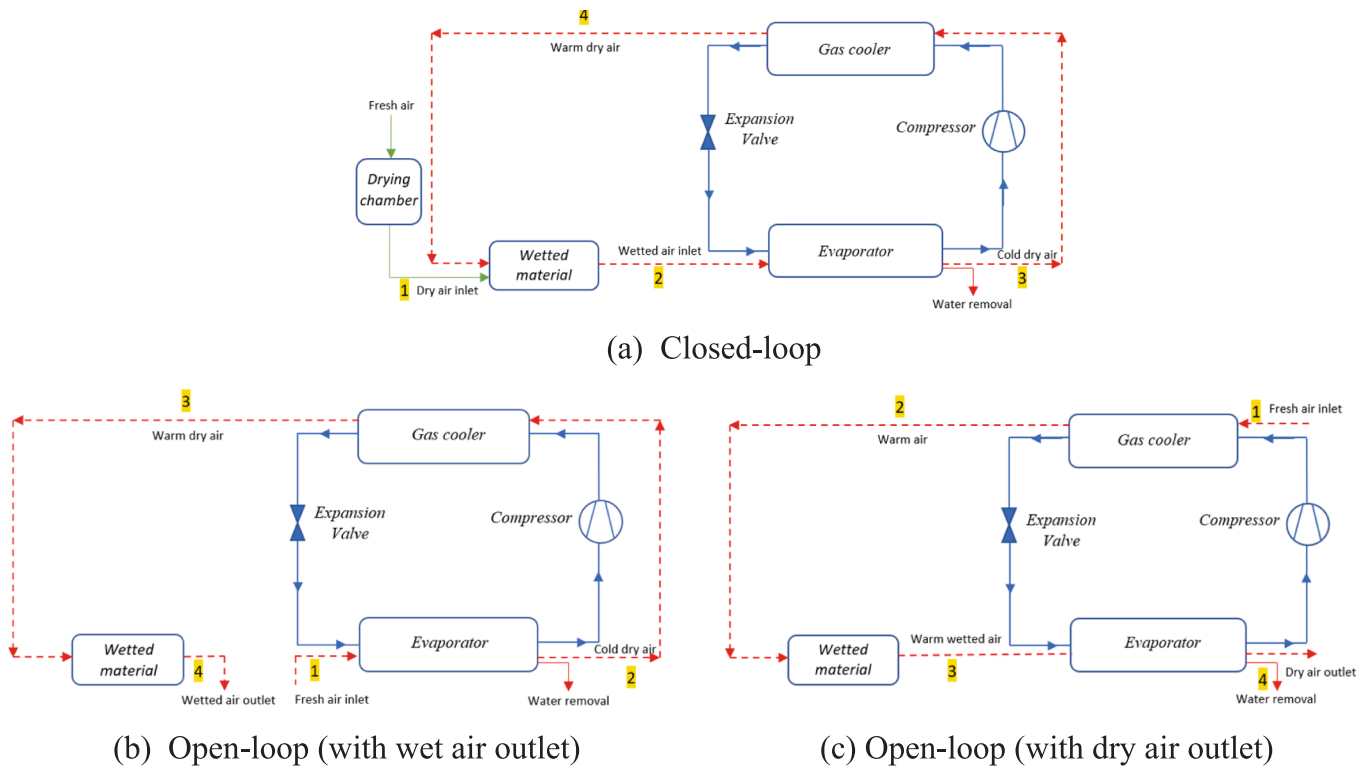 4
Gas cooler
Warm dry air
Fresh air
Expansion
Valve
Compressor
Drying
chamber
Wetted air inlet
Evaporator
Wetted
material
Cold dry air
1
Dry air inlet
2
3
Water removal
(a) Closed-loop
3
Gas cooler
Warm dry air
Expansion
Valve
Compressor
Evaporator
Wetted
material
Cold dry air
4
1
2
Wetted air outlet
Fresh air inlet
Water removal
(b) Open-loop (with wet air outlet)
2
1
Fresh air inlet
Gas cooler
Warm air
Expansion
Valve
Compressor
Warm wetted air
Evaporator
Wetted
material
3
4
Dry air outlet
Water removal
(c) Open-loop (with dry air outlet)